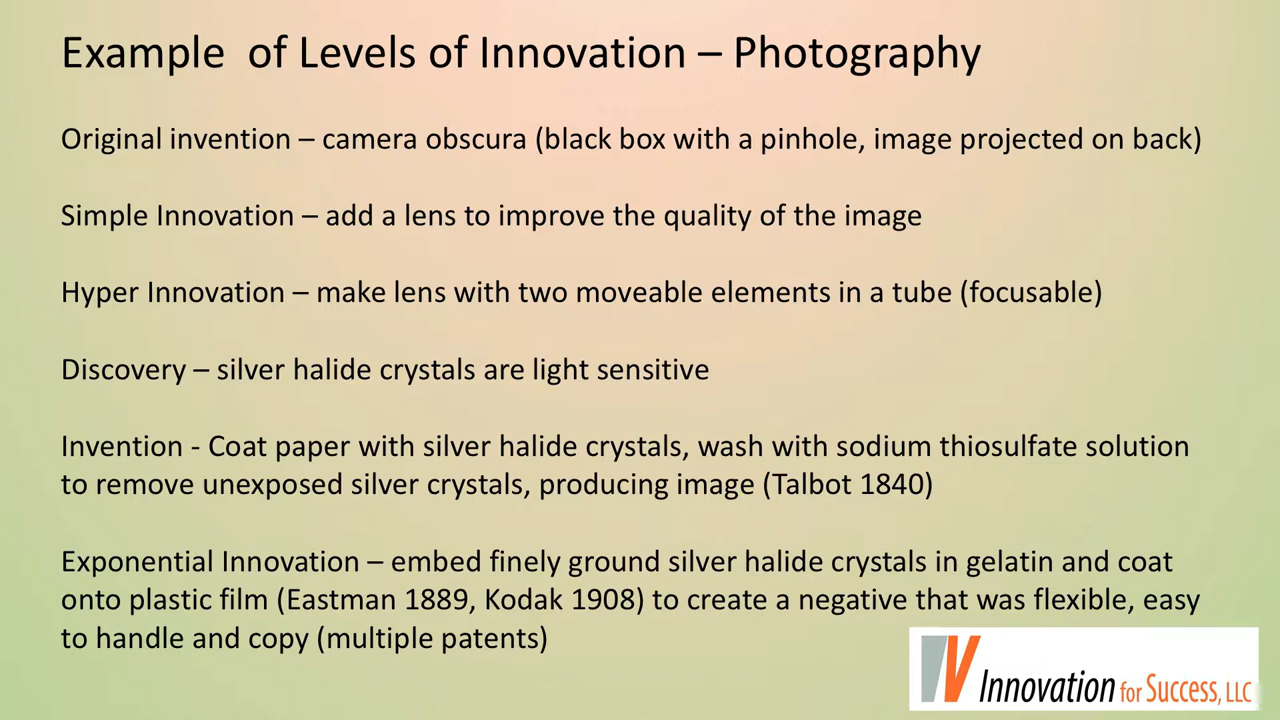 Example  of Levels of Innovation – Photography
Original invention – camera obscura (black box with a pinhole, image projected on back)
Simple Innovation – add a lens to improve the quality of the image
Hyper Innovation – make lens with two moveable elements in a tube (focusable)
Discovery – silver halide crystals are light sensitive
Invention - Coat paper with silver halide crystals, wash with sodium thiosulfate solution
to remove unexposed silver crystals, producing image (Talbot 1840)
Exponential Innovation – embed finely ground silver halide crystals in gelatin and coat
onto plastic film (Eastman 1889, Kodak 1908) to create a negative that was flexible, easy
to handle and copy (multiple patents)
Innovation for Success, LLC